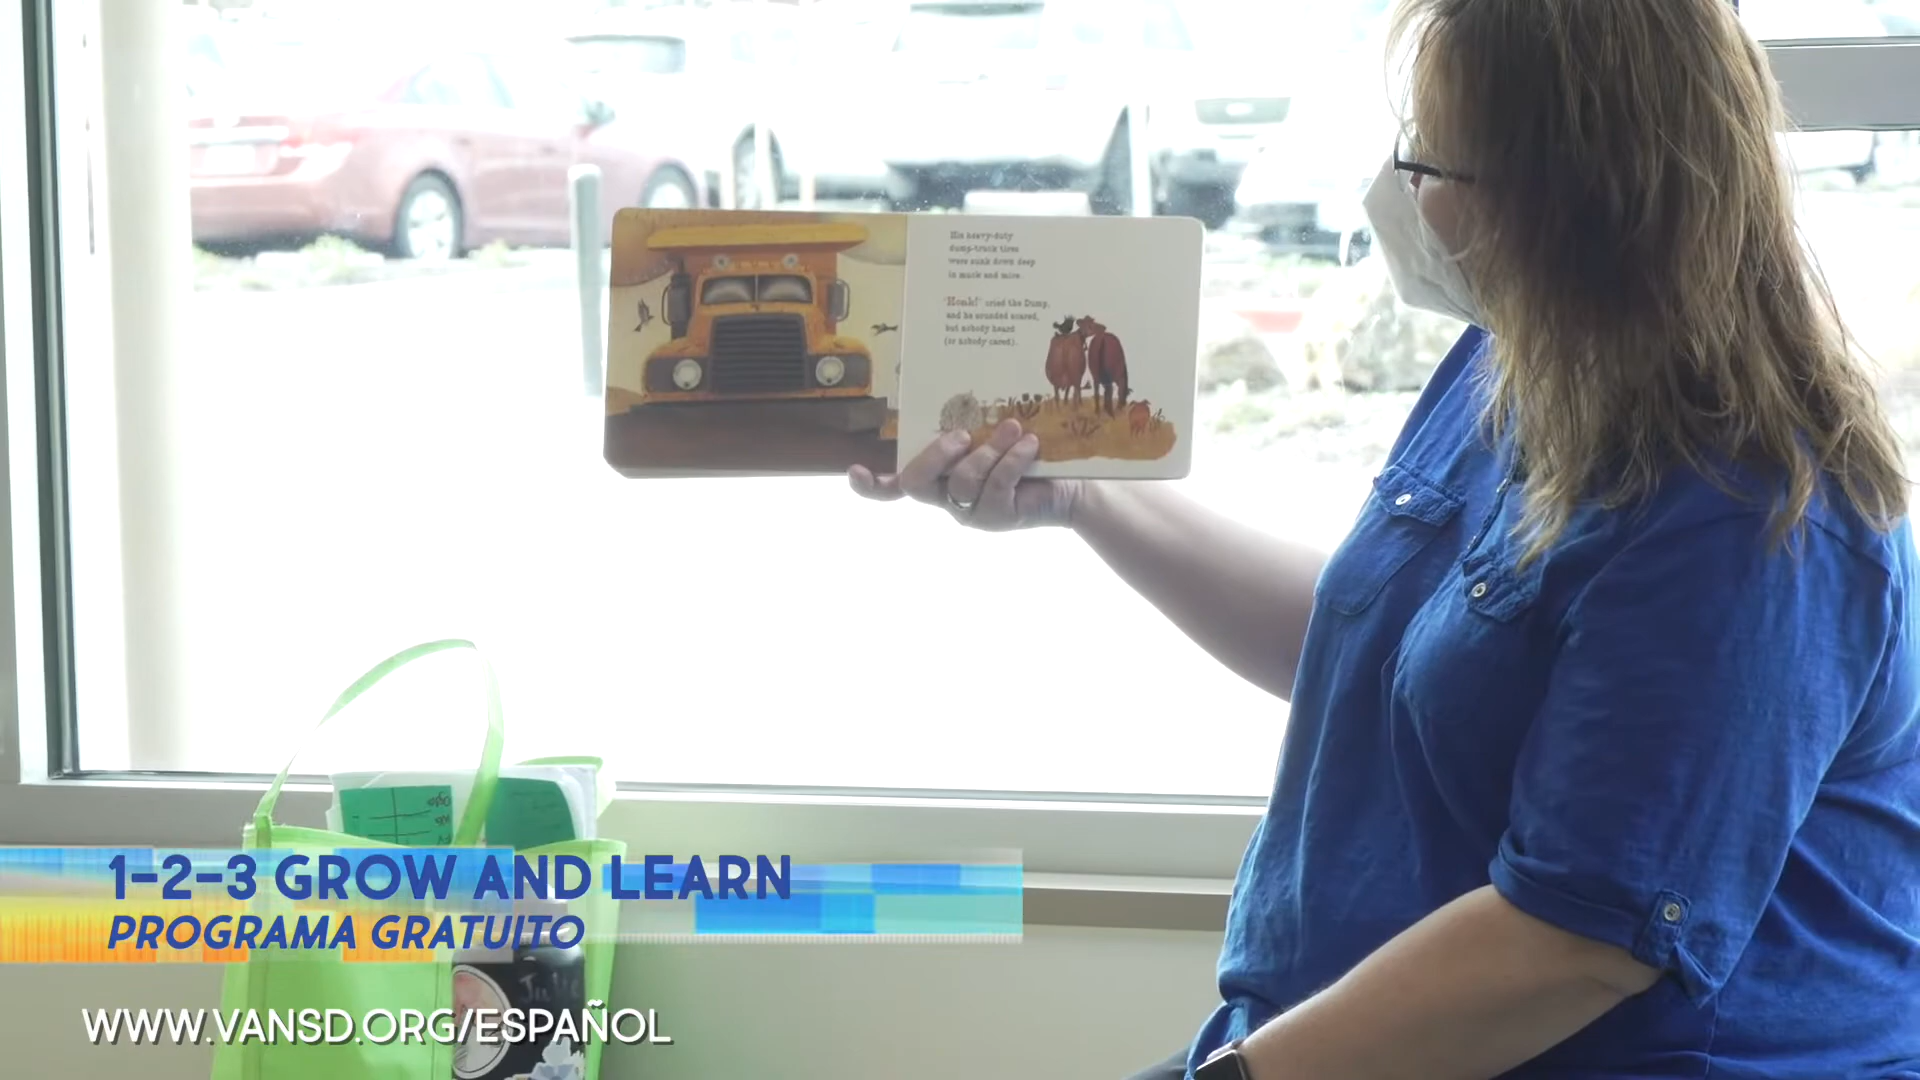 His heavy-duty
dump-truck tires
were sunk down deep
in muck and mire.
"Honk!" cried the Dump,
and he sounded scared,
but nobody heard
(or nobody cared).
1-2-3 GROW AND LEARN
PROGRAMA GRATUITO
WWW.VANSD.ORG/ESPAÑOL